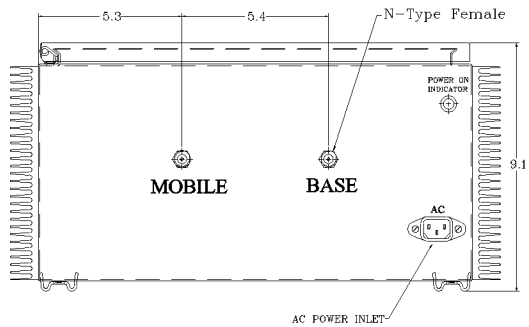 5.3
5.4
N-Type Female
POWER ON
INDICATOR
9.1
MOBILE
BASE
AC
AC POWER INLET